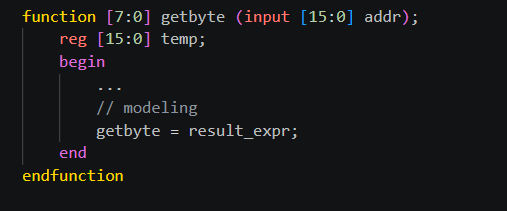 function [7:0] getbyte (input [15:0] addr);
    reg [15:0] temp;
    begin
        ...
        // modeling
        getbyte = result_expr;
    end
endfunction